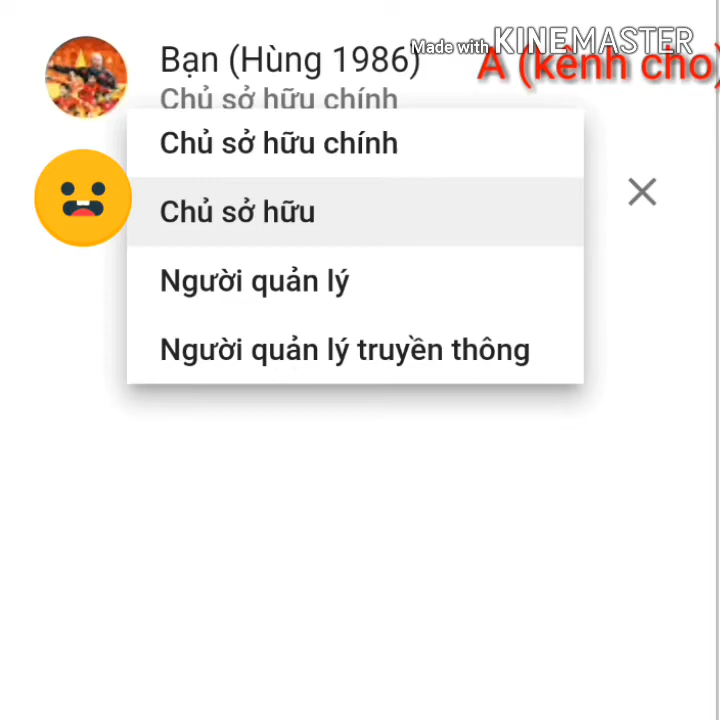 Made with KINEMASTER
Bạn (Hùng 1986)
A (kênh cho)
Chủ sở hữu chính
Chủ sở hữu chính
Chủ sở hữu
Người quản lý
Người quản lý truyền thông